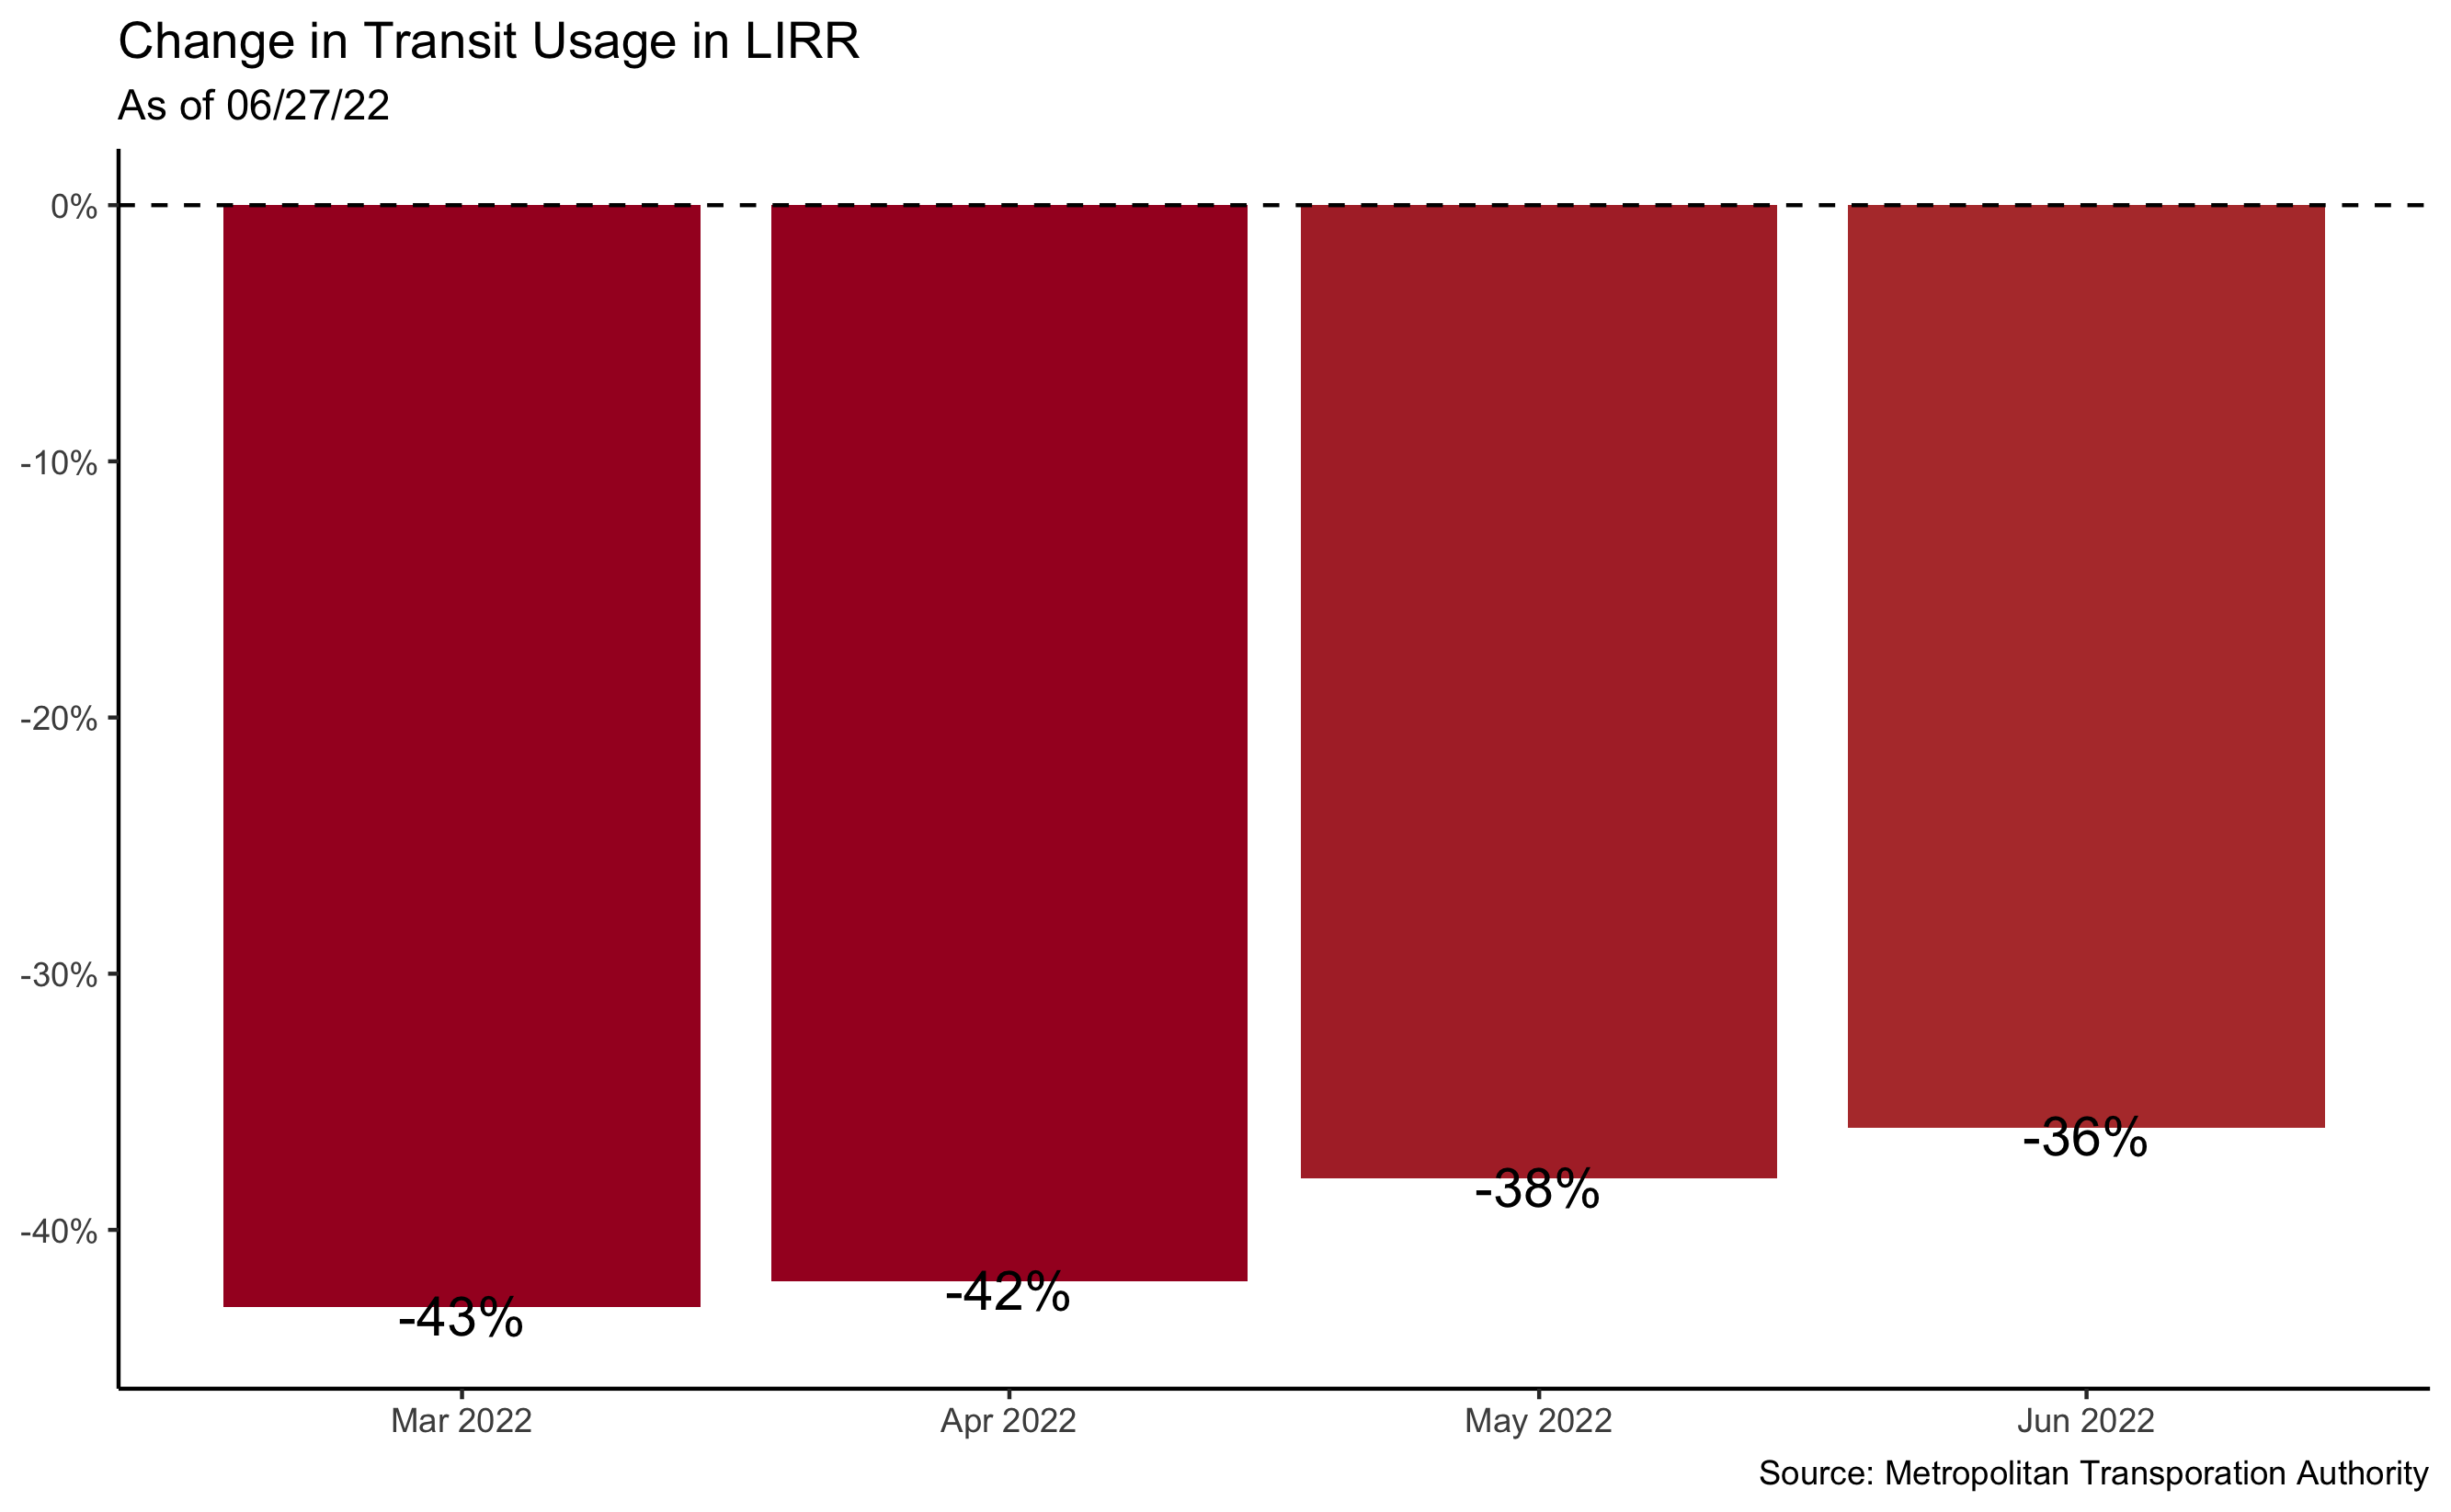 Change in Transit Usage in LIRR
As of 06/27/22
0%
-10%
-20%
-30%
-40%
-43%
-42%
-38%
-36%
Mar 2022
Apr 2022
May 2022
Jun 2022
Source: Metropolitan Transporation Authority